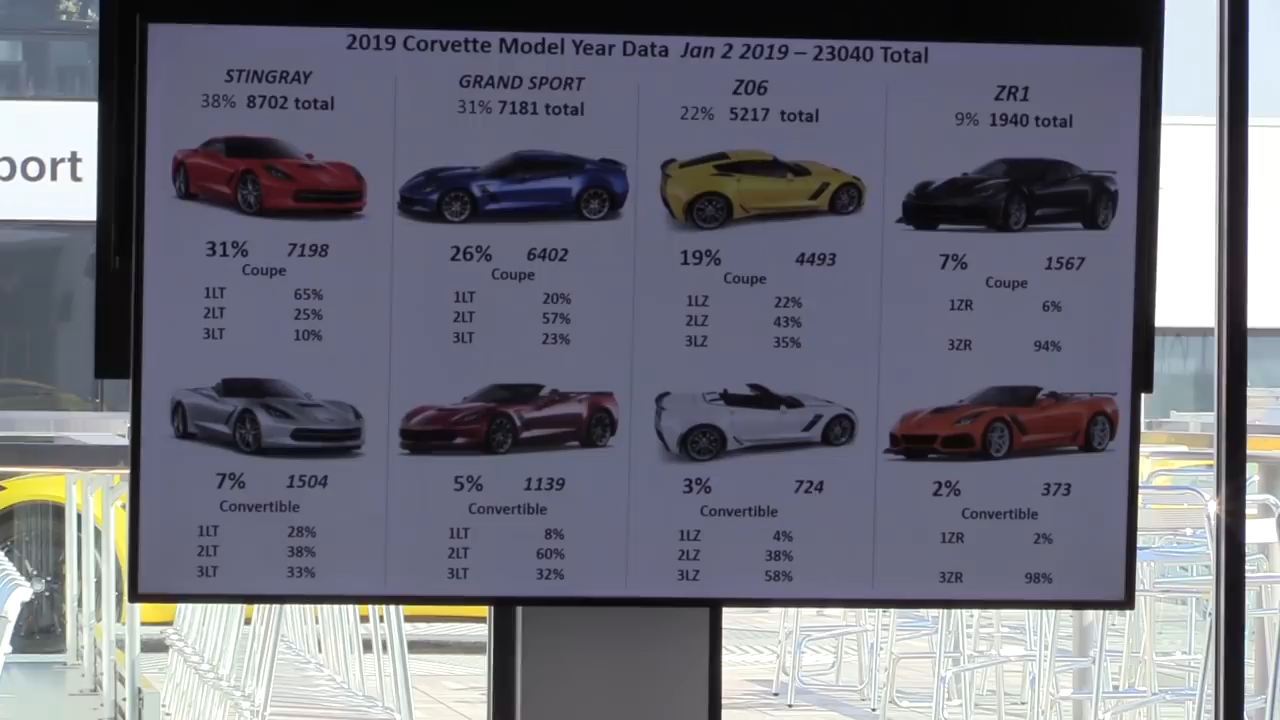 2019 Corvette Model Year Data Jan 2 2019 – 23040 Total
STINGRAY
38% 8702 total
31% 7198
Coupe
1LT 65%
2LT 25%
3LT 10%
7% 1504
Convertible
1LT 28%
2LT 38%
3LT 33%
GRAND SPORT
31% 7181 total
26% 6402
Coupe
1LT 20%
2LT 57%
3LT 23%
5% 1139
Convertible
1LT 8%
2LT 60%
3LT 32%
Z06
22% 5217 total
19% 4493
Coupe
1LZ 22%
2LZ 43%
3LZ 35%
3% 724
Convertible
1LZ 4%
2LZ 38%
3LZ 58%
ZR1
9% 1940 total
7% 1567
Coupe
1ZR 6%
3ZR 94%
2% 373
Convertible
1ZR 2%
3ZR 98%
port